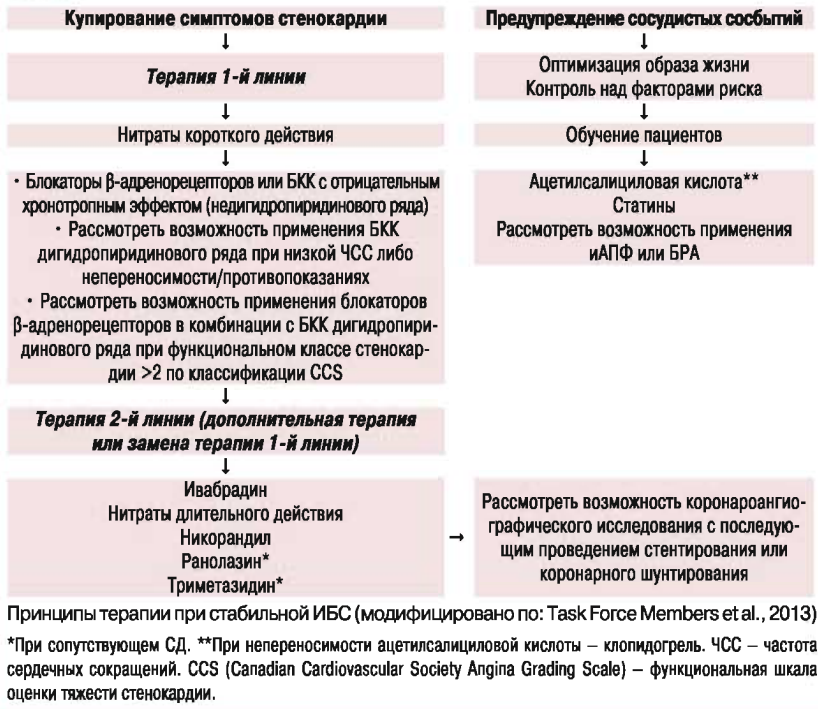 Купирование симптомов стенокардии
↓
Терапия 1-й линии
↓
Нитраты короткого действия
↓
· Блокаторы β-адренорецепторов или БКК с отрицательным
хронотропным эффектом (недигидропиридинового ряда)
· Рассмотреть возможность применения БКК
дигидропиридинового ряда при низкой ЧСС либо
непереносимости/противопоказаниях
· Рассмотреть возможность применения блокаторов
β-адренорецепторов в комбинации с БКК дигидропири-
динового ряда при функциональном классе стенокар-
дии >2 по классификации CCS
↓
Терапия 2-й линии (дополнительная терапия
или замена терапии 1-й линии)
↓
Ивабрадин
Нитраты длительного действия
Никорандил
Ранолазин*
Триметазидин*
→
Предупреждение сосудистых сосбытий
↓
Оптимизация образа жизни
Контроль над факторами риска
↓
Обучение пациентов
↓
Ацетилсалициловая кислота**
Статины
Рассмотреть возможность применения
иАПФ или БРА
Рассмотреть возможность коронароангио-
графического исследования с последую-
щим проведением стентирования или
коронарного шунтирования
Принципы терапии при стабильной ИБС (модифицировано по: Task Force Members et al., 2013)
*При сопутствующем СД. **При непереносимости ацетилсалициловой кислоты – клопидогрель. ЧСС – частота
сердечных сокращений. CCS (Canadian Cardiovascular Society Angina Grading Scale) – функциональная шкала
оценки тяжести стенокардии.